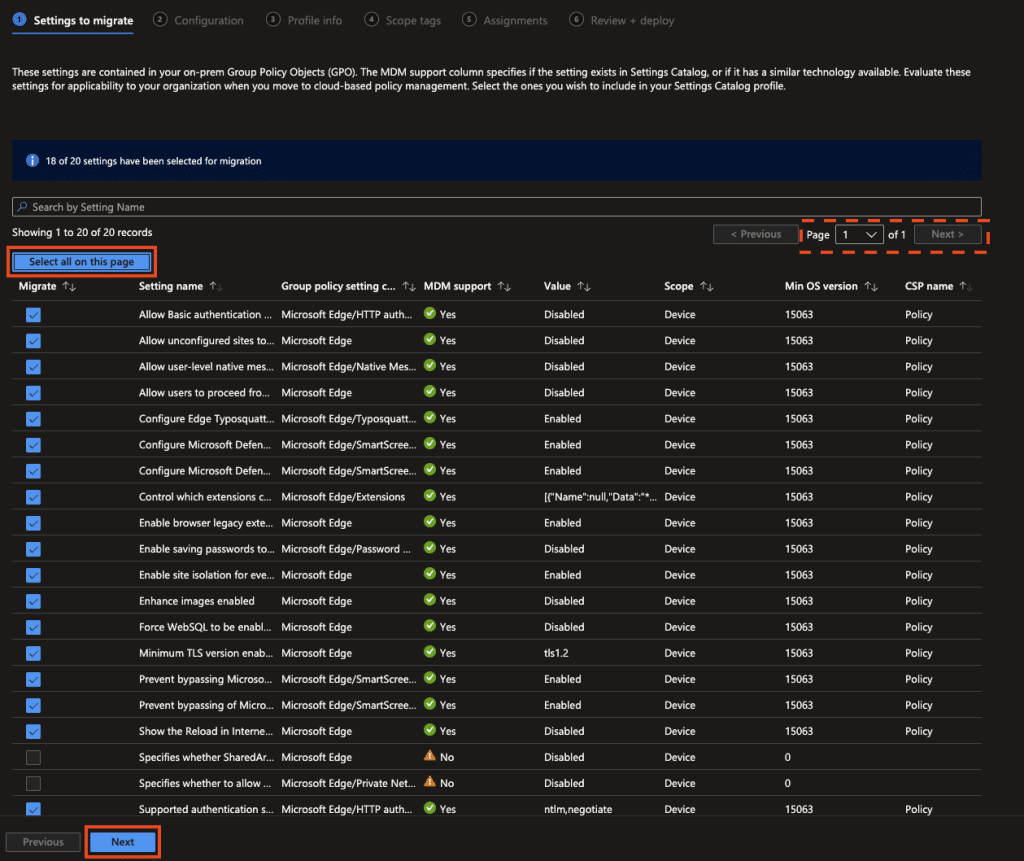 1 Settings to migrate 2 Configuration 3 Profile info 4 Scope tags 5 Assignments 6 Review + deploy
These settings are contained in your on-prem Group Policy Objects (GPO). The MDM support column specifies if the setting exists in Settings Catalog, or if it has a similar technology available. Evaluate these
settings for applicability to your organization when you move to cloud-based policy management. Select the ones you wish to include in your Settings Catalog profile.
18 of 20 settings have been selected for migration
Search by Setting Name
Showing 1 to 20 of 20 records
< Previous Page 1 of 1 Next >
Select all on this page
Migrate Setting name Group policy setting c... MDM support Value Scope Min OS version CSP name
Allow Basic authentication ... Microsoft Edge/HTTP auth... Yes Disabled Device 15063 Policy
Allow unconfigured sites to... Microsoft Edge Yes Disabled Device 15063 Policy
Allow user-level native mes... Microsoft Edge/Native Mes... Yes Disabled Device 15063 Policy
Allow users to proceed fro... Microsoft Edge Yes Disabled Device 15063 Policy
Configure Edge Typosquatt... Microsoft Edge/Typosquatt... Yes Enabled Device 15063 Policy
Configure Microsoft Defen... Microsoft Edge/SmartScree... Yes Enabled Device 15063 Policy
Configure Microsoft Defen... Microsoft Edge/SmartScree... Yes Enabled Device 15063 Policy
Control which extensions c... Microsoft Edge/Extensions Yes [{"Name":null,"Data":"*... Device 15063 Policy
Enable browser legacy exte... Microsoft Edge Yes Enabled Device 15063 Policy
Enable saving passwords to... Microsoft Edge/Password ... Yes Disabled Device 15063 Policy
Enable site isolation for eve... Microsoft Edge Yes Enabled Device 15063 Policy
Enhance images enabled Microsoft Edge Yes Disabled Device 15063 Policy
Force WebSQL to be enabl... Microsoft Edge Yes Disabled Device 15063 Policy
Minimum TLS version enab... Microsoft Edge Yes tls1.2 Device 15063 Policy
Prevent bypassing Microso... Microsoft Edge/SmartScree... Yes Enabled Device 15063 Policy
Prevent bypassing of Micro... Microsoft Edge/SmartScree... Yes Enabled Device 15063 Policy
Show the Reload in Interne... Microsoft Edge Yes Disabled Device 15063 Policy
Specifies whether SharedAr... Microsoft Edge No Disabled Device 0
Specifies whether to allow ... Microsoft Edge/Private Net... No Disabled Device 0
Supported authentication s... Microsoft Edge/HTTP auth... Yes ntlm,negotiate Device 15063 Policy
Previous Next